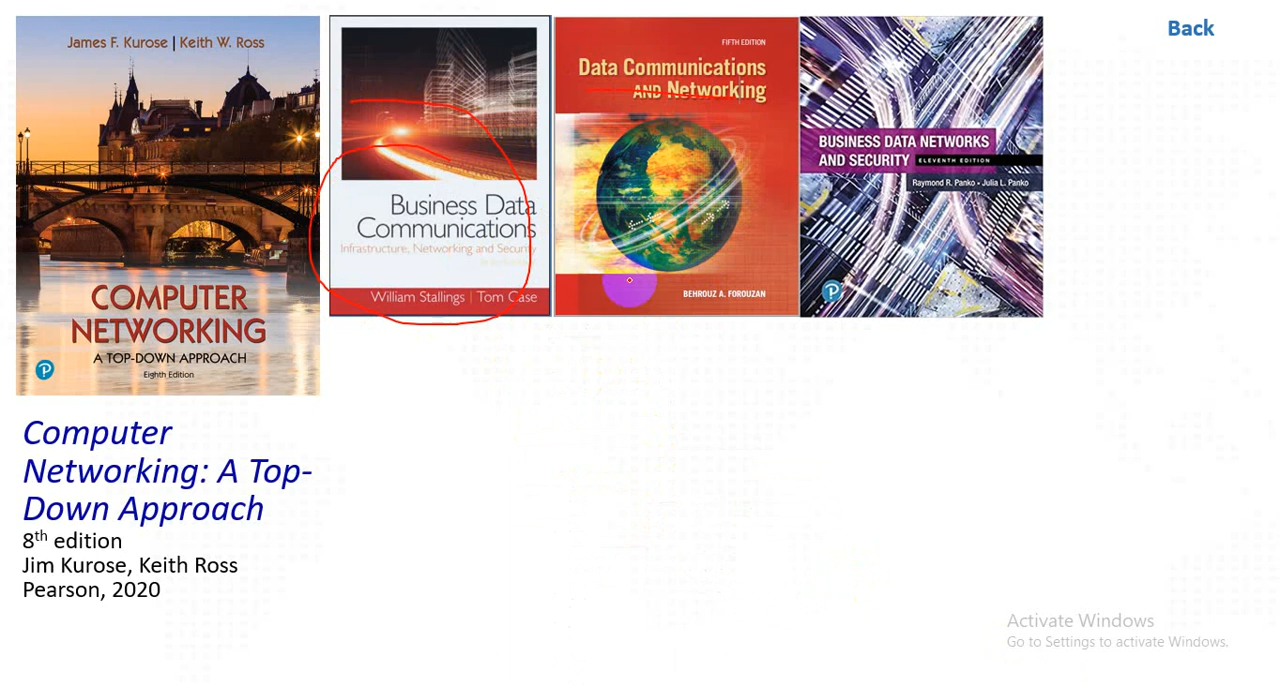 James F. Kurose | Keith W. Ross
COMPUTER
NETWORKING
A TOP-DOWN APPROACH
Eighth Edition
P
Business Data
Communications
Infrastructure, Networking and Security
William Stallings | Tom Case
FIFTH EDITION
Data Communications
AND Networking
BEHROUZ A. FOROUZAN
BUSINESS DATA NETWORKS
AND SECURITY ELEVENTH EDITION
Raymond R. Panko • Julia L. Panko
P
Back
Computer
Networking: A Top-
Down Approach
8th edition
Jim Kurose, Keith Ross
Pearson, 2020
Activate Windows
Go to Settings to activate Windows.